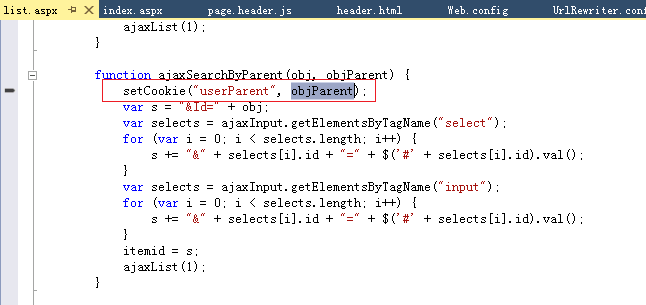 list.aspx index.aspx page.header.js header.html Web.config UrlRewriter.conf
ajaxList(1);
}
function ajaxSearchByParent(obj, objParent) {
setCookie("userParent", objParent);
var s = "&Id=" + obj;
var selects = ajaxInput.getElementsByTagName("select");
for (var i = 0; i < selects.length; i++) {
s += "&" + selects[i].id + "=" + $('#' + selects[i].id).val();
}
var selects = ajaxInput.getElementsByTagName("input");
for (var i = 0; i < selects.length; i++) {
s += "&" + selects[i].id + "=" + $('#' + selects[i].id).val();
}
itemid = s;
ajaxList(1);
}